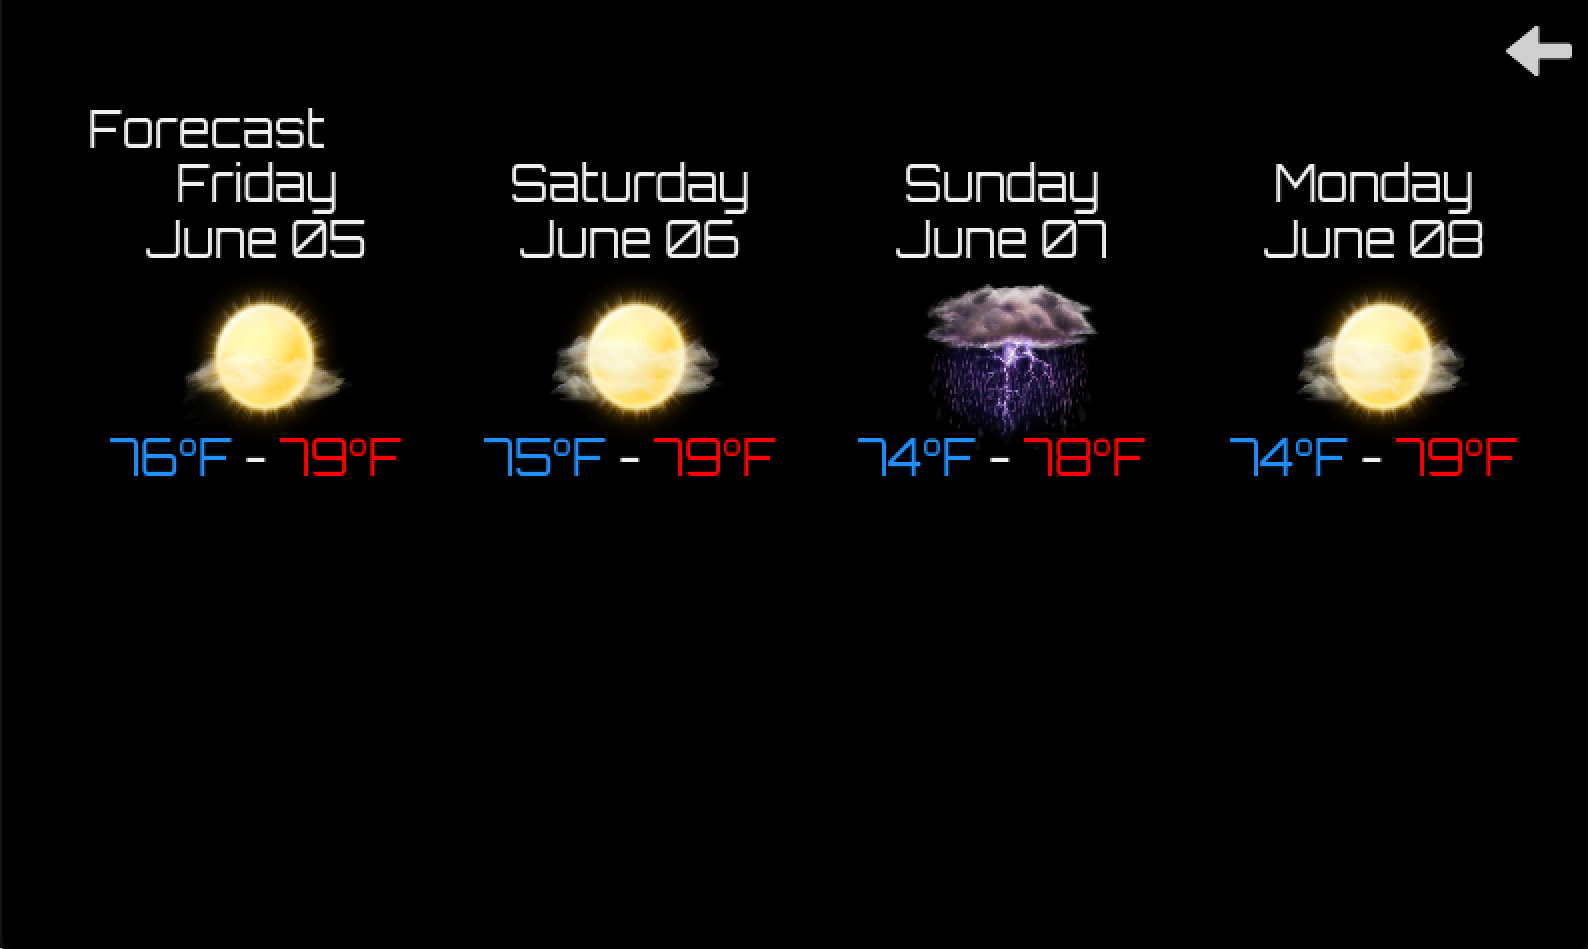 Forecast
Friday
June 05
76°F - 79°F
Saturday
June 06
75°F - 79°F
Sunday
June 07
74°F - 78°F
Monday
June 08
74°F - 79°F